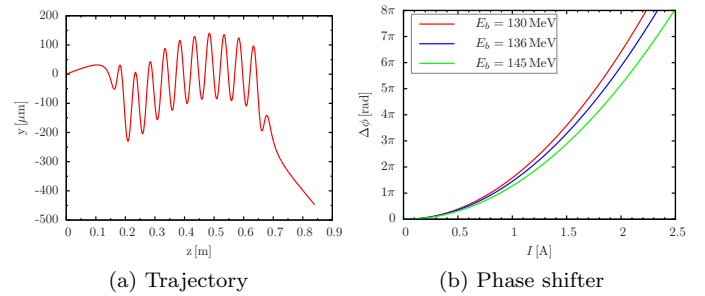 200
100
0
-100
-200
-300
-400
-500
y [μm]
0 0.1 0.2 0.3 0.4 0.5 0.6 0.7 0.8 0.9
z [m]
(a) Trajectory
8π
7π
6π
5π
4π
3π
2π
π
0
Δϕ [rad]
E_b = 130 MeV
E_b = 136 MeV
E_b = 145 MeV
0 0.5 1 1.5 2 2.5
I [A]
(b) Phase shifter